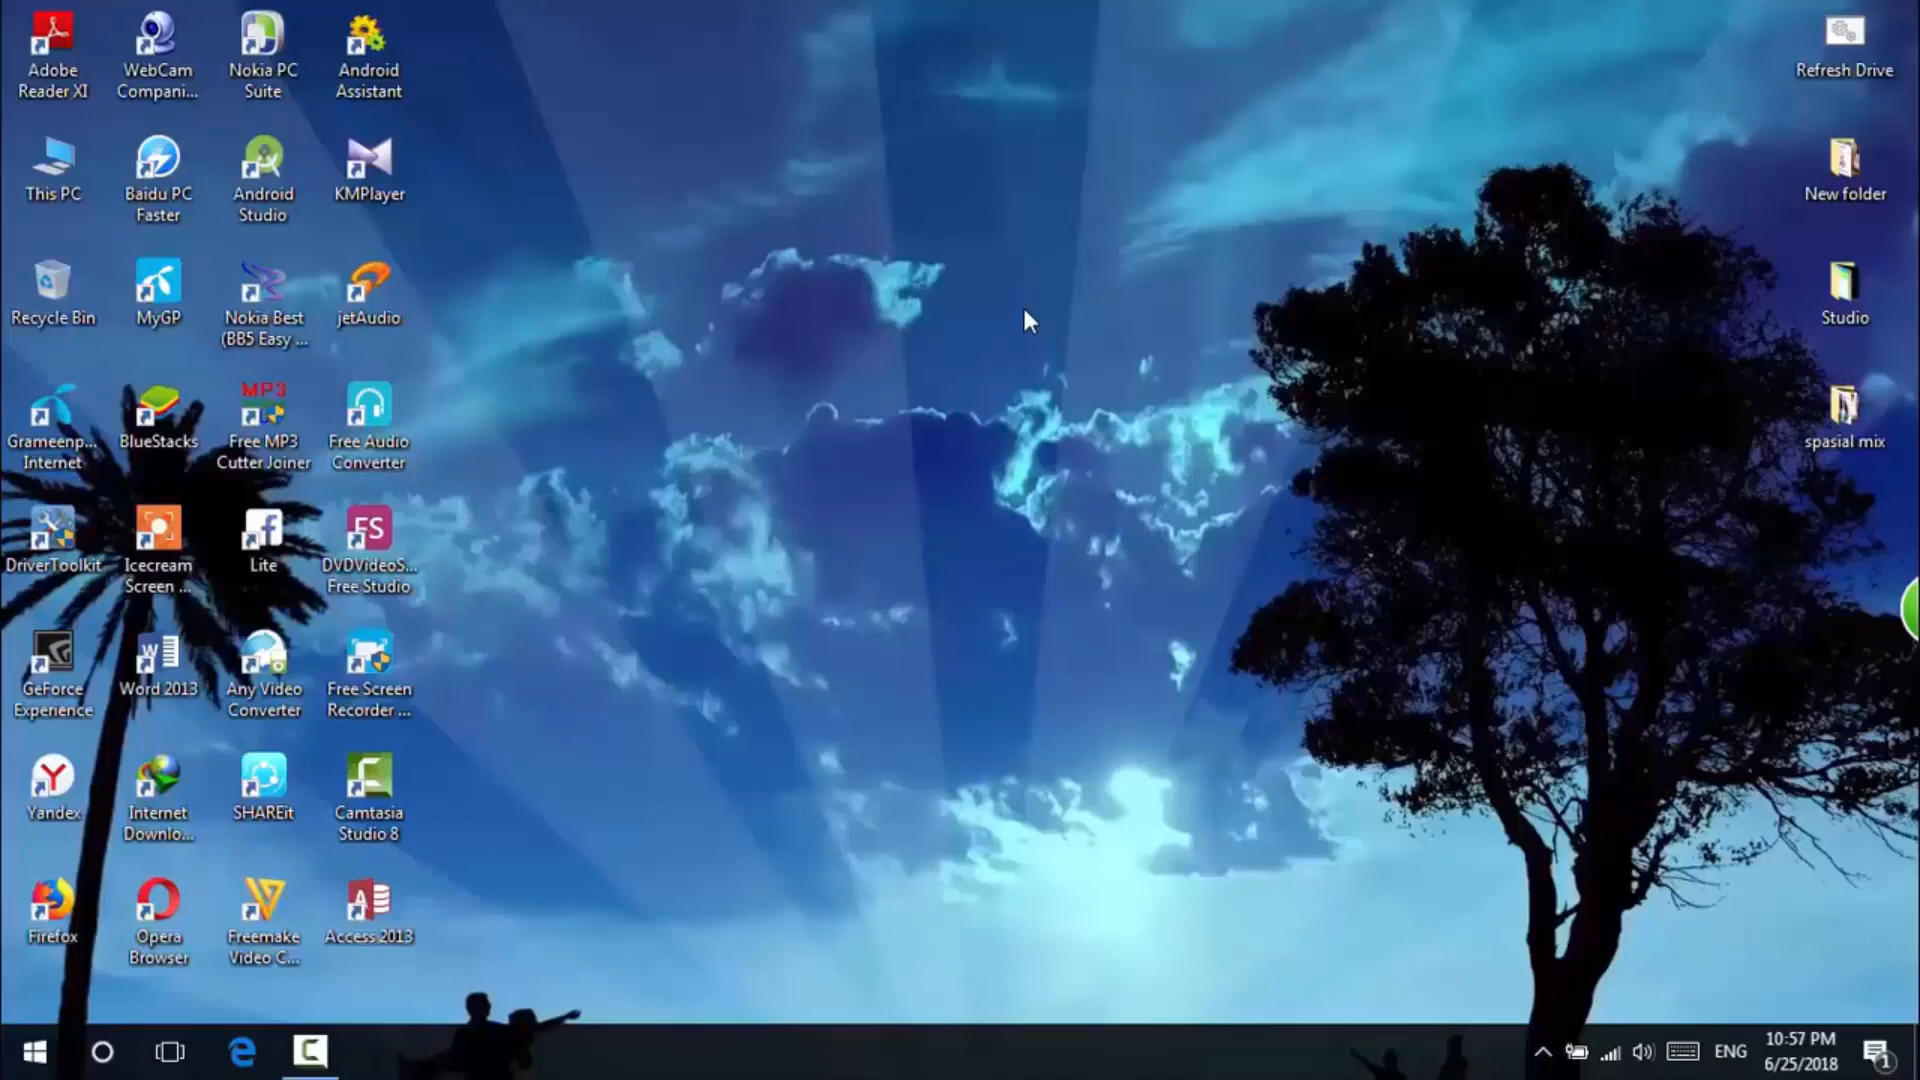 Adobe
Reader XI
WebCam
Compani...
Nokia PC
Suite
Android
Assistant
Refresh Drive
This PC
Baidu PC
Faster
Android
Studio
KMPlayer
New folder
Recycle Bin
MyGP
Nokia Best
(BB5 Easy ...
jetAudio
Studio
Grameenp...
Internet
BlueStacks
MP3
Free MP3
Cutter Joiner
Free Audio
Converter
spasial mix
DriverToolkit
Icecream
Screen ...
Lite
FS
DVDVideoS...
Free Studio
GeForce
Experience
W
Word 2013
Any Video
Converter
Free Screen
Recorder ...
Yandex
Internet
Downlo...
SHAREit
Camtasia
Studio 8
Firefox
Opera
Browser
Freemake
Video C...
A
Access 2013
ENG
10:57 PM
6/25/2018
1